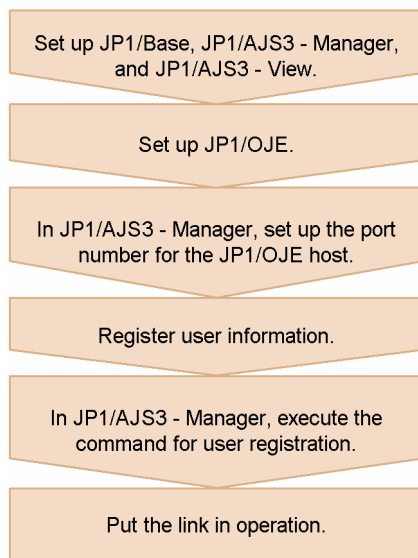 Set up JP1/Base, JP1/AJS3 - Manager,
and JP1/AJS3 - View.
Set up JP1/OJE.
In JP1/AJS3 - Manager, set up the port
number for the JP1/OJE host.
Register user information.
In JP1/AJS3 - Manager, execute the
command for user registration.
Put the link in operation.